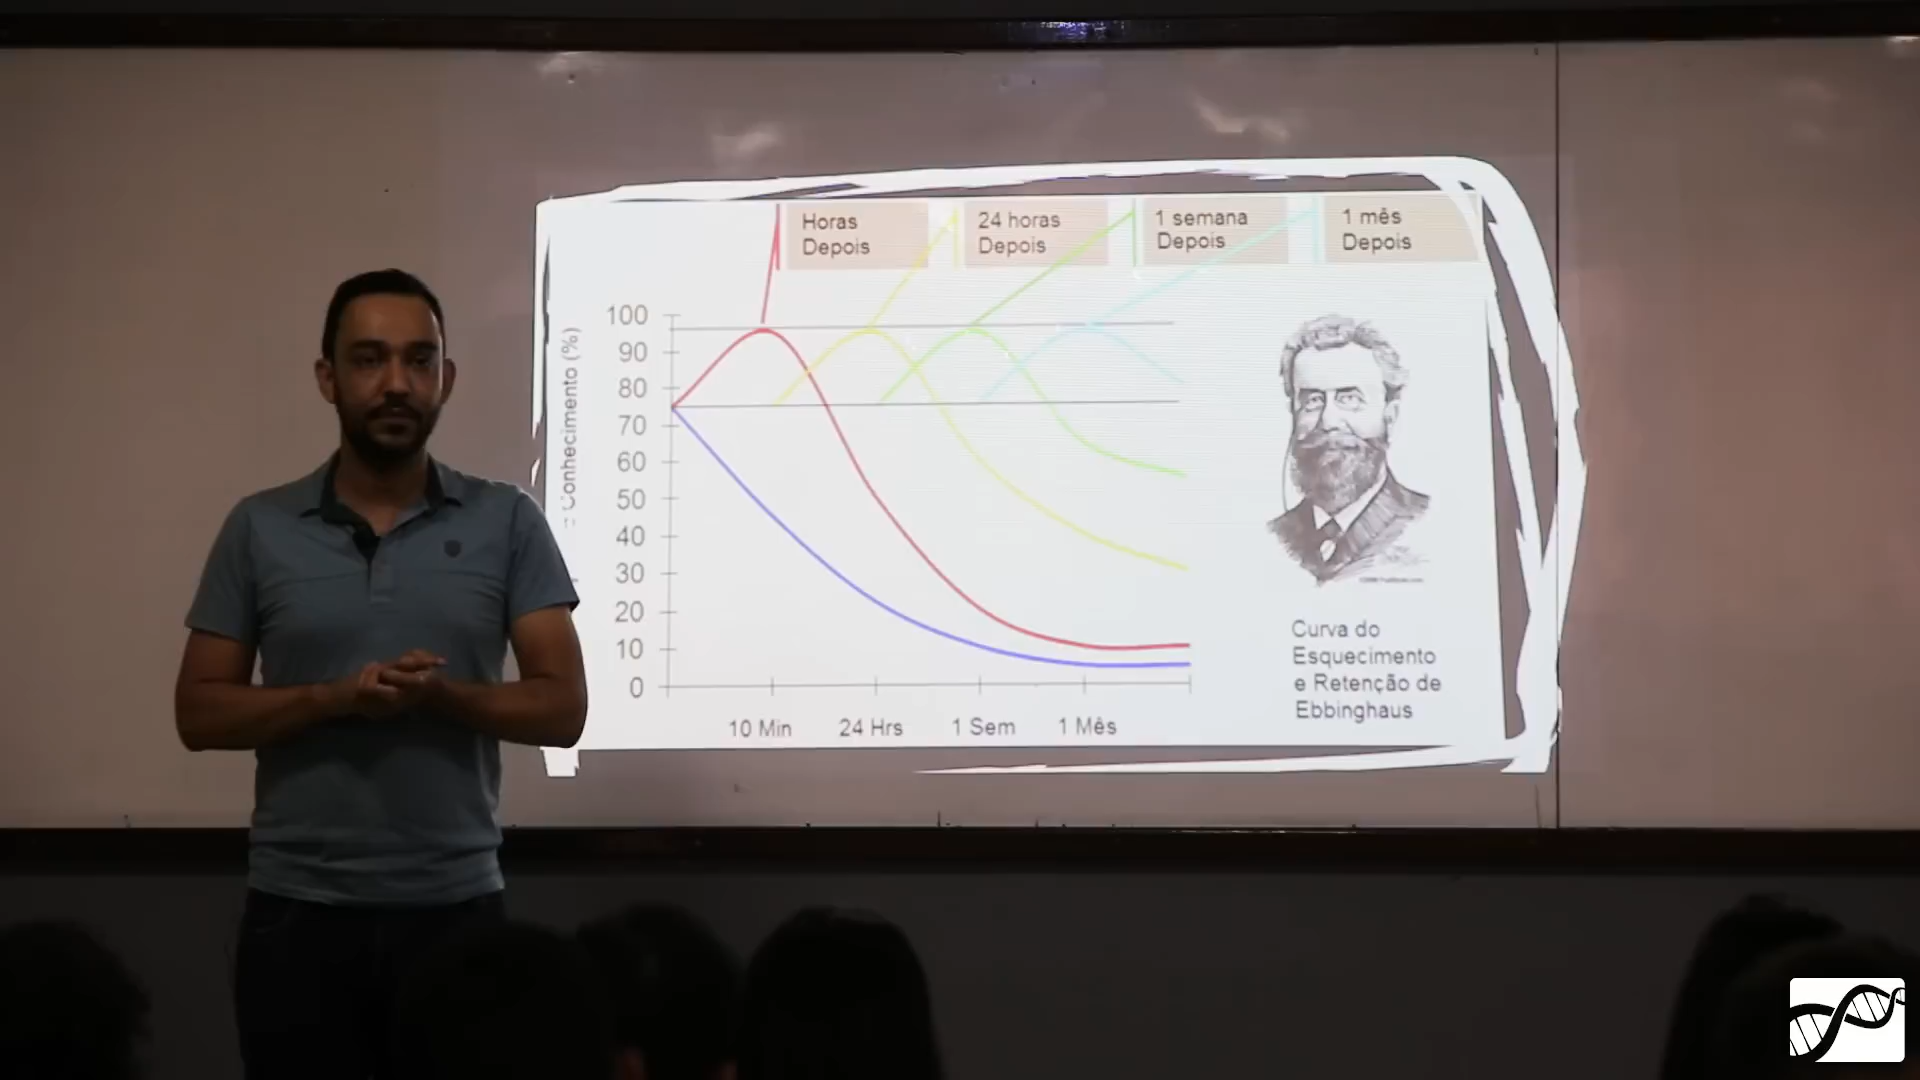 Horas
Depois
24 horas
Depois
1 semana
Depois
1 mês
Depois
Conhecimento (%)
100
90
80
70
60
50
40
30
20
10
0
10 Min
24 Hrs
1 Sem
1 Mês
Curva do
Esquecimento
e Retenção de
Ebbinghaus